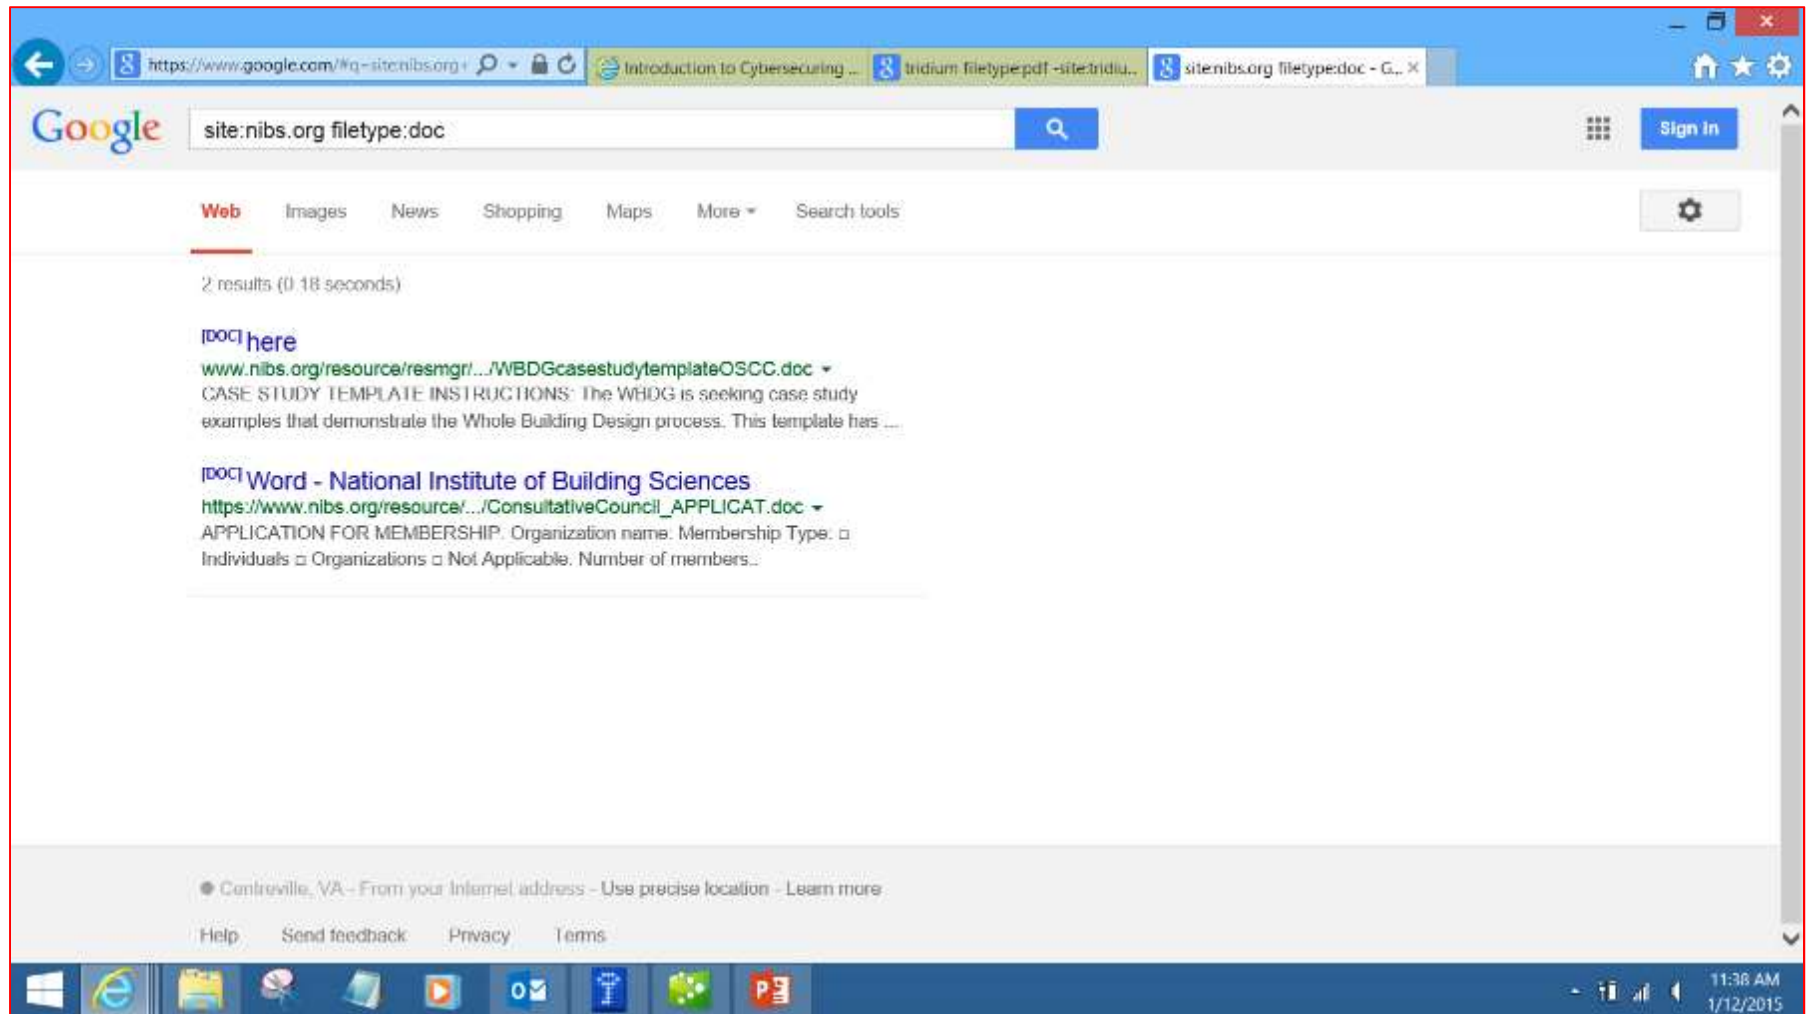 https://www.google.com/#q=site:nibs.org+
Introduction to Cybersecuring ...
tridium filetype:pdf -site:tridiu...
site:nibs.org filetype:doc - G...
Google
site:nibs.org filetype:doc
Sign in
Web Images News Shopping Maps More Search tools
2 results (0.18 seconds)
[DOC] here
www.nibs.org/resource/resmgr/.../WBDGcasestudytemplateOSCC.doc
CASE STUDY TEMPLATE INSTRUCTIONS: The WBDG is seeking case study
examples that demonstrate the Whole Building Design process. This template has ...
[DOC] Word - National Institute of Building Sciences
https://www.nibs.org/resource/.../ConsultativeCouncil_APPLICAT.doc
APPLICATION FOR MEMBERSHIP. Organization name: Membership Type: □
Individuals □ Organizations □ Not Applicable. Number of members..
Centreville, VA - From your Internet address - Use precise location - Learn more
Help Send feedback Privacy Terms
11:38 AM
1/12/2015